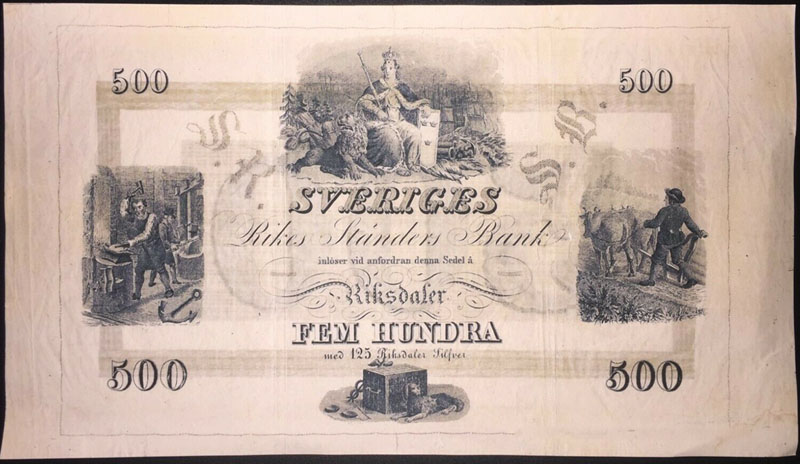 500 500
S. R. S. B.
SVERIGES
Rikes Ständers Bank
inlöser vid anfordran denna Sedel à
Riksdaler
FEM HUNDRA
med 125 Riksdaler Silfver
500 500